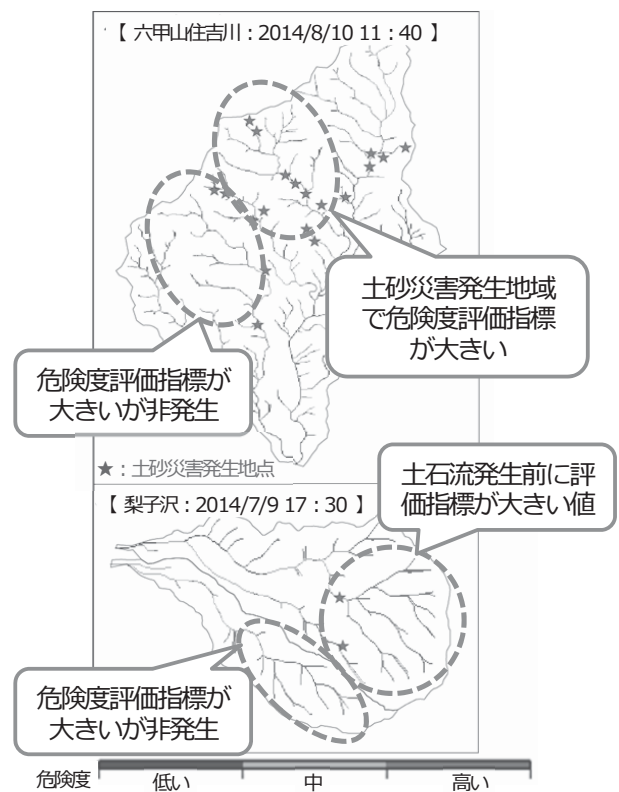 【 六甲山住吉川：2014/8/10 11：40 】
土砂災害発生地域
で危険度評価指標
が大きい
危険度評価指標が
大きいが非発生
★：土砂災害発生地点
土石流発生前に評
価指標が大きい値
【 梨子沢：2014/7/9 17：30 】
危険度評価指標が
大きいが非発生
危険度 低い 中 高い